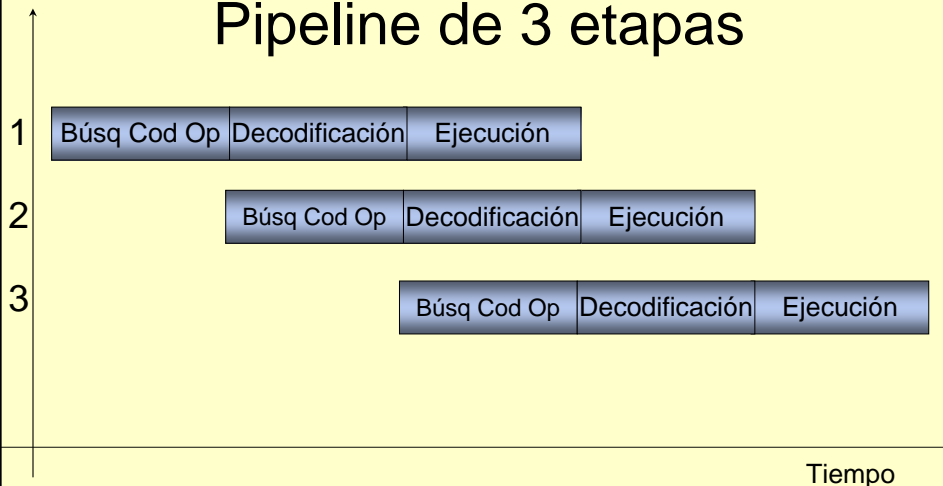 Pipeline de 3 etapas
1 Búsq Cod Op Decodificación Ejecución
2 Búsq Cod Op Decodificación Ejecución
3 Búsq Cod Op Decodificación Ejecución
Tiempo